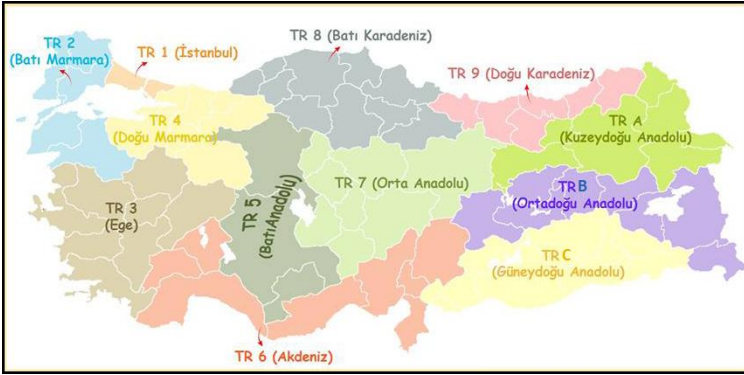 TR 2
(Batı Marmara)
TR 1 (İstanbul)
TR 8 (Batı Karadeniz)
TR 9 (Doğu Karadeniz)
TR 4
(Doğu Marmara)
TR A
(Kuzeydoğu Anadolu)
TR 3
(Ege)
TR 5
(BatıAnadolu)
TR 7 (Orta Anadolu)
TRB
(Ortadoğu Anadolu)
TR C
(Güneydoğu Anadolu)
TR 6 (Akdeniz)